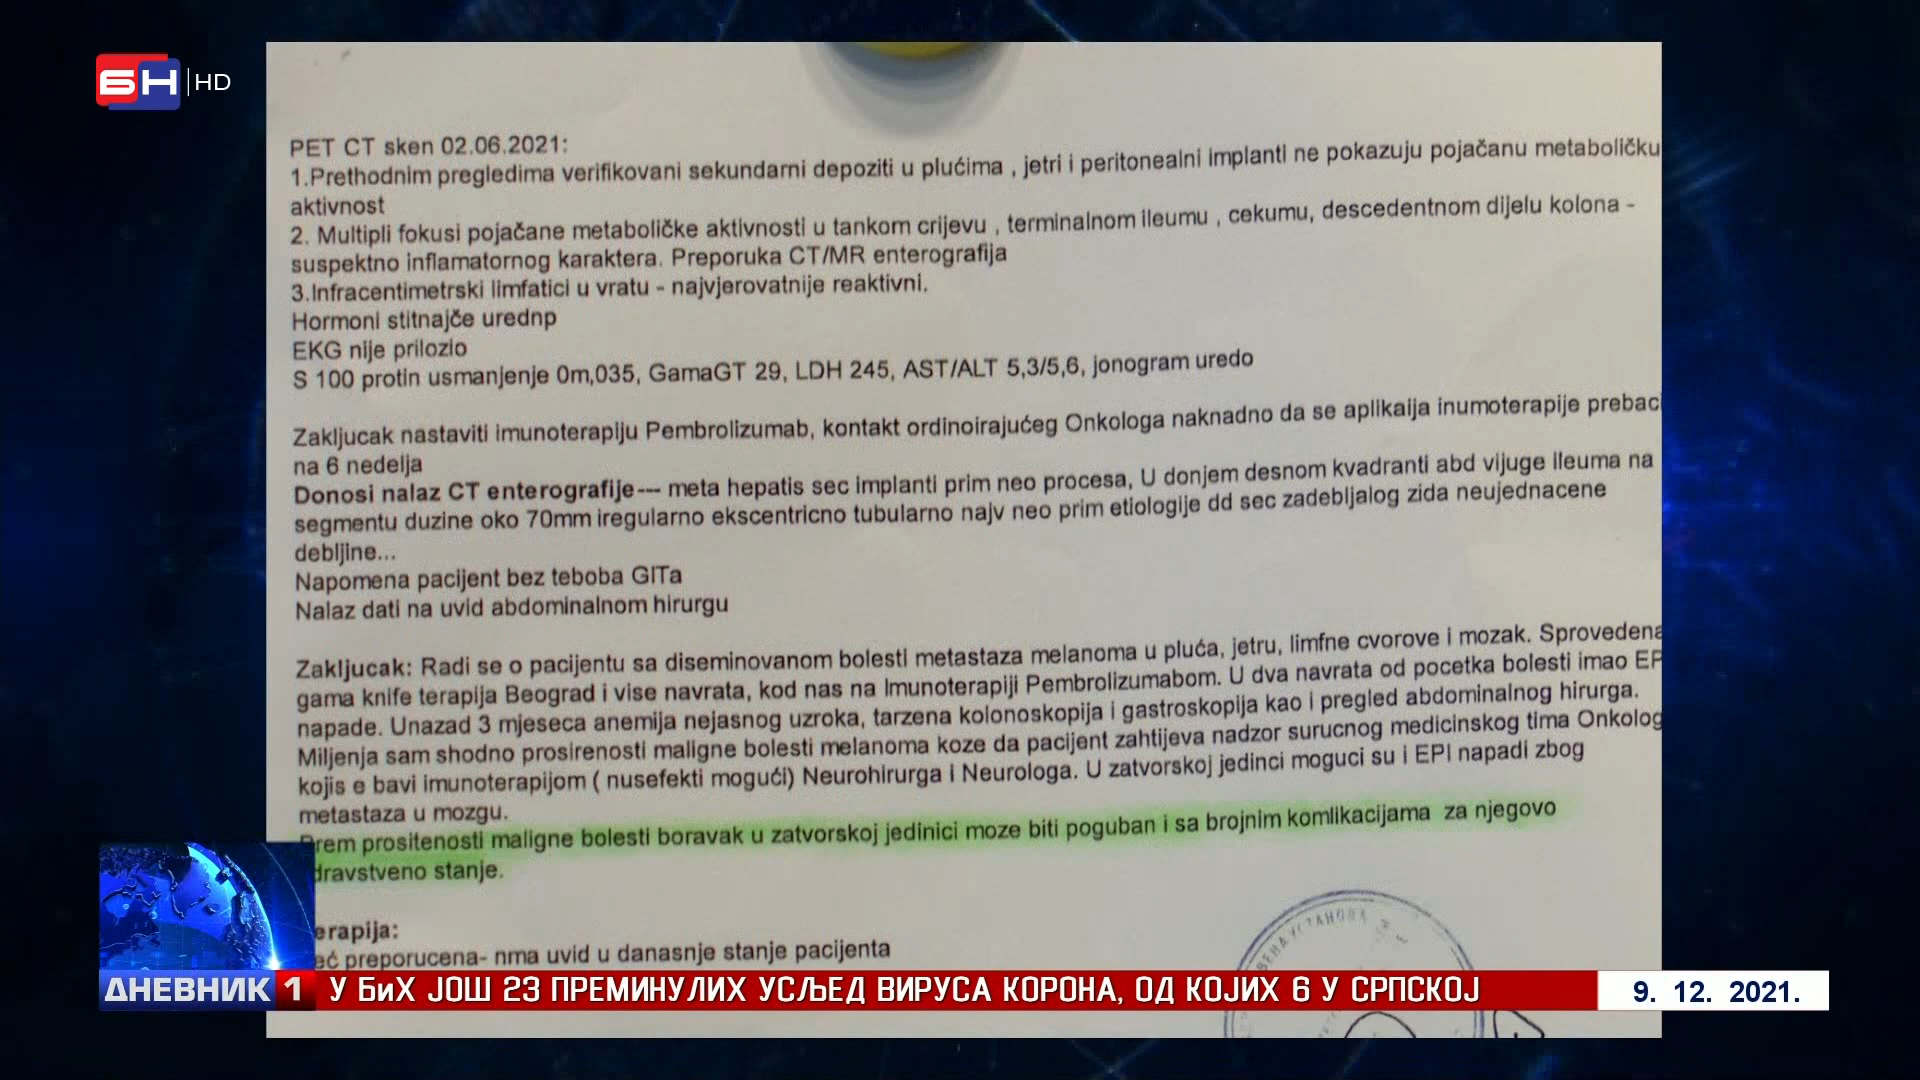 БН HD
PET CT sken 02.06.2021:
1.Prethodnim pregledima verifikovani sekundarni depoziti u plućima , jetri i peritonealni implanti ne pokazuju pojačanu metaboličku
aktivnost
2. Multipli fokusi pojačane metaboličke aktivnosti u tankom crijevu , terminalnom ileumu , cekumu, descedentnom dijelu kolona -
suspektno inflamatornog karaktera. Preporuka CT/MR enterografija
3.Infracentimetrski limfatici u vratu - najvjerovatnije reaktivni.
Hormoni stitnajče urednp
EKG nije prilozio
S 100 protin usmanjenje 0m,035, GamaGT 29, LDH 245, AST/ALT 5,3/5,6, jonogram uredo
Zakljucak nastaviti imunoterapiju Pembrolizumab, kontakt ordinoirajućeg Onkologa naknadno da se aplikaija inumoterapije prebaci
na 6 nedelja
Donosi nalaz CT enterografije--- meta hepatis sec implanti prim neo procesa, U donjem desnom kvadranti abd vijuge ileuma na
segmentu duzine oko 70mm iregularno ekscentricno tubularno najv neo prim etiologije dd sec zadebljalog zida neujednacene
debljine...
Napomena pacijent bez teboba GITa
Nalaz dati na uvid abdominalnom hirurgu
Zakljucak: Radi se o pacijentu sa diseminovanom bolesti metastaza melanoma u pluća, jetru, limfne cvorove i mozak. Sprovedena
gama knife terapija Beograd i vise navrata, kod nas na Imunoterapiji Pembrolizumabom. U dva navrata od pocetka bolesti imao EP
napade. Unazad 3 mjeseca anemija nejasnog uzroka, tarzena kolonoskopija i gastroskopija kao i pregled abdominalnog hirurga.
Miljenja sam shodno prosirenosti maligne bolesti melanoma koze da pacijent zahtijeva nadzor surucnog medicinskog tima Onkolog
kojis e bavi imunoterapijom ( nusefekti mogući) Neurohirurga i Neurologa. U zatvorskoj jedinci moguci su i EPI napadi zbog
metastaza u mozgu.
Prem prositenosti maligne bolesti boravak u zatvorskoj jedinici moze biti poguban i sa brojnim komlikacijama za njegovo
dravstveno stanje.
erapija:
eć preporucena- nma uvid u danasnje stanje pacijenta
ВЕНА УСТАНОВА
ДНЕВНИК 1 У БиХ ЈОШ 23 ПРЕМИНУЛИХ УСЉЕД ВИРУСА КОРОНА, ОД КОЈИХ 6 У СРПСКОЈ 9. 12. 2021.